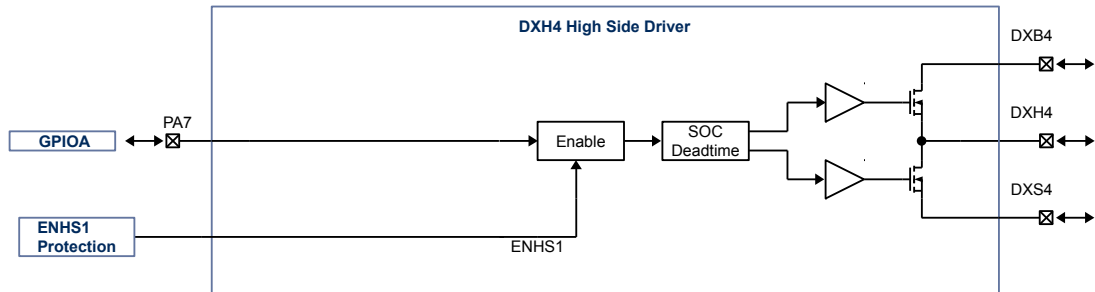 DXH4 High Side Driver
DXB4
PA7
GPIOA
Enable
SOC
Deadtime
DXH4
DXS4
ENHS1
Protection
ENHS1